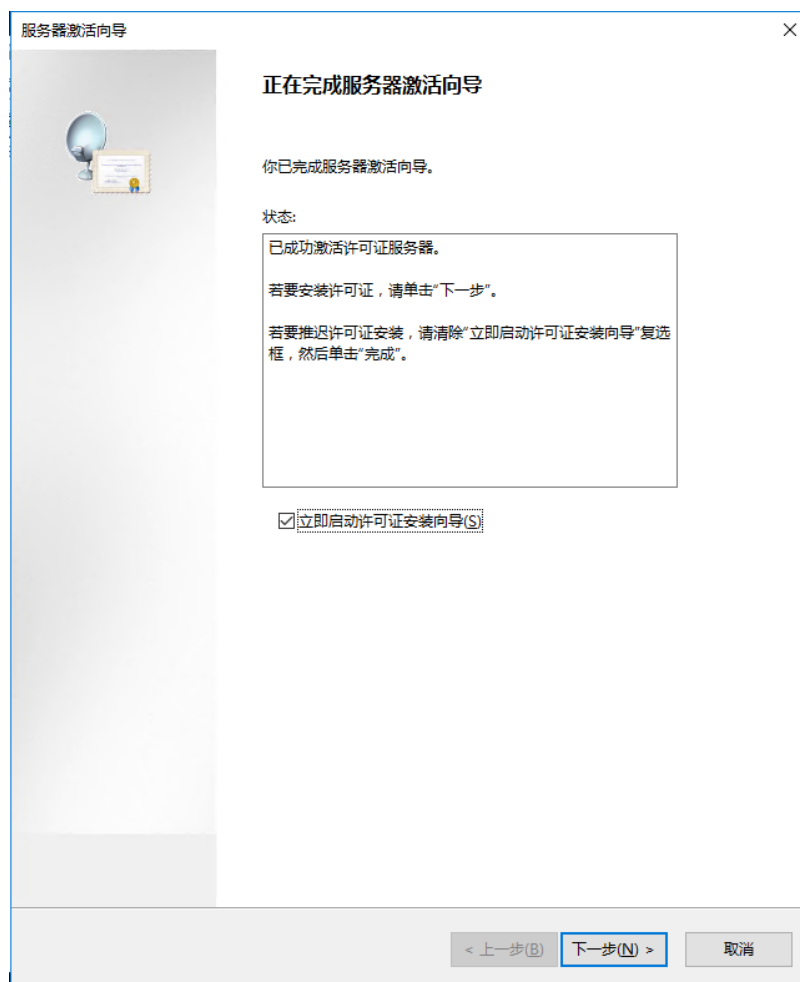 服务器激活向导
正在完成服务器激活向导
你已完成服务器激活向导。
状态:
已成功激活许可证服务器。
若要安装许可证，请单击“下一步”。
若要推迟许可证安装，请清除“立即启动许可证安装向导”复选
框，然后单击“完成”。
立即启动许可证安装向导(S)
< 上一步(B) 下一步(N) > 取消